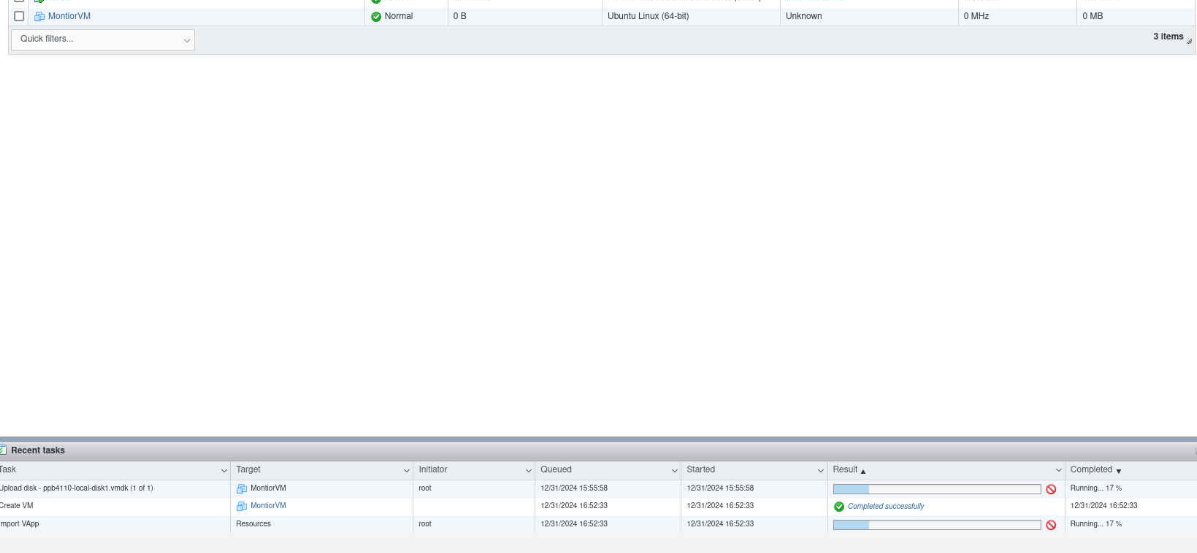 MontiorVM Normal 0 B Ubuntu Linux (64-bit) Unknown 0 MHz 0 MB
Quick filters... 3 items
Recent tasks
Task Target Initiator Queued Started Result Completed
Upload disk - ppb4110-local-disk1.vmdk (1 of 1) MontiorVM root 12/31/2024 15:55:58 12/31/2024 15:55:58 Running... 17 %
Create VM MontiorVM 12/31/2024 16:52:33 12/31/2024 16:52:33 Completed successfully 12/31/2024 16:52:33
Import VApp Resources root 12/31/2024 16:52:33 12/31/2024 16:52:33 Running... 17 %